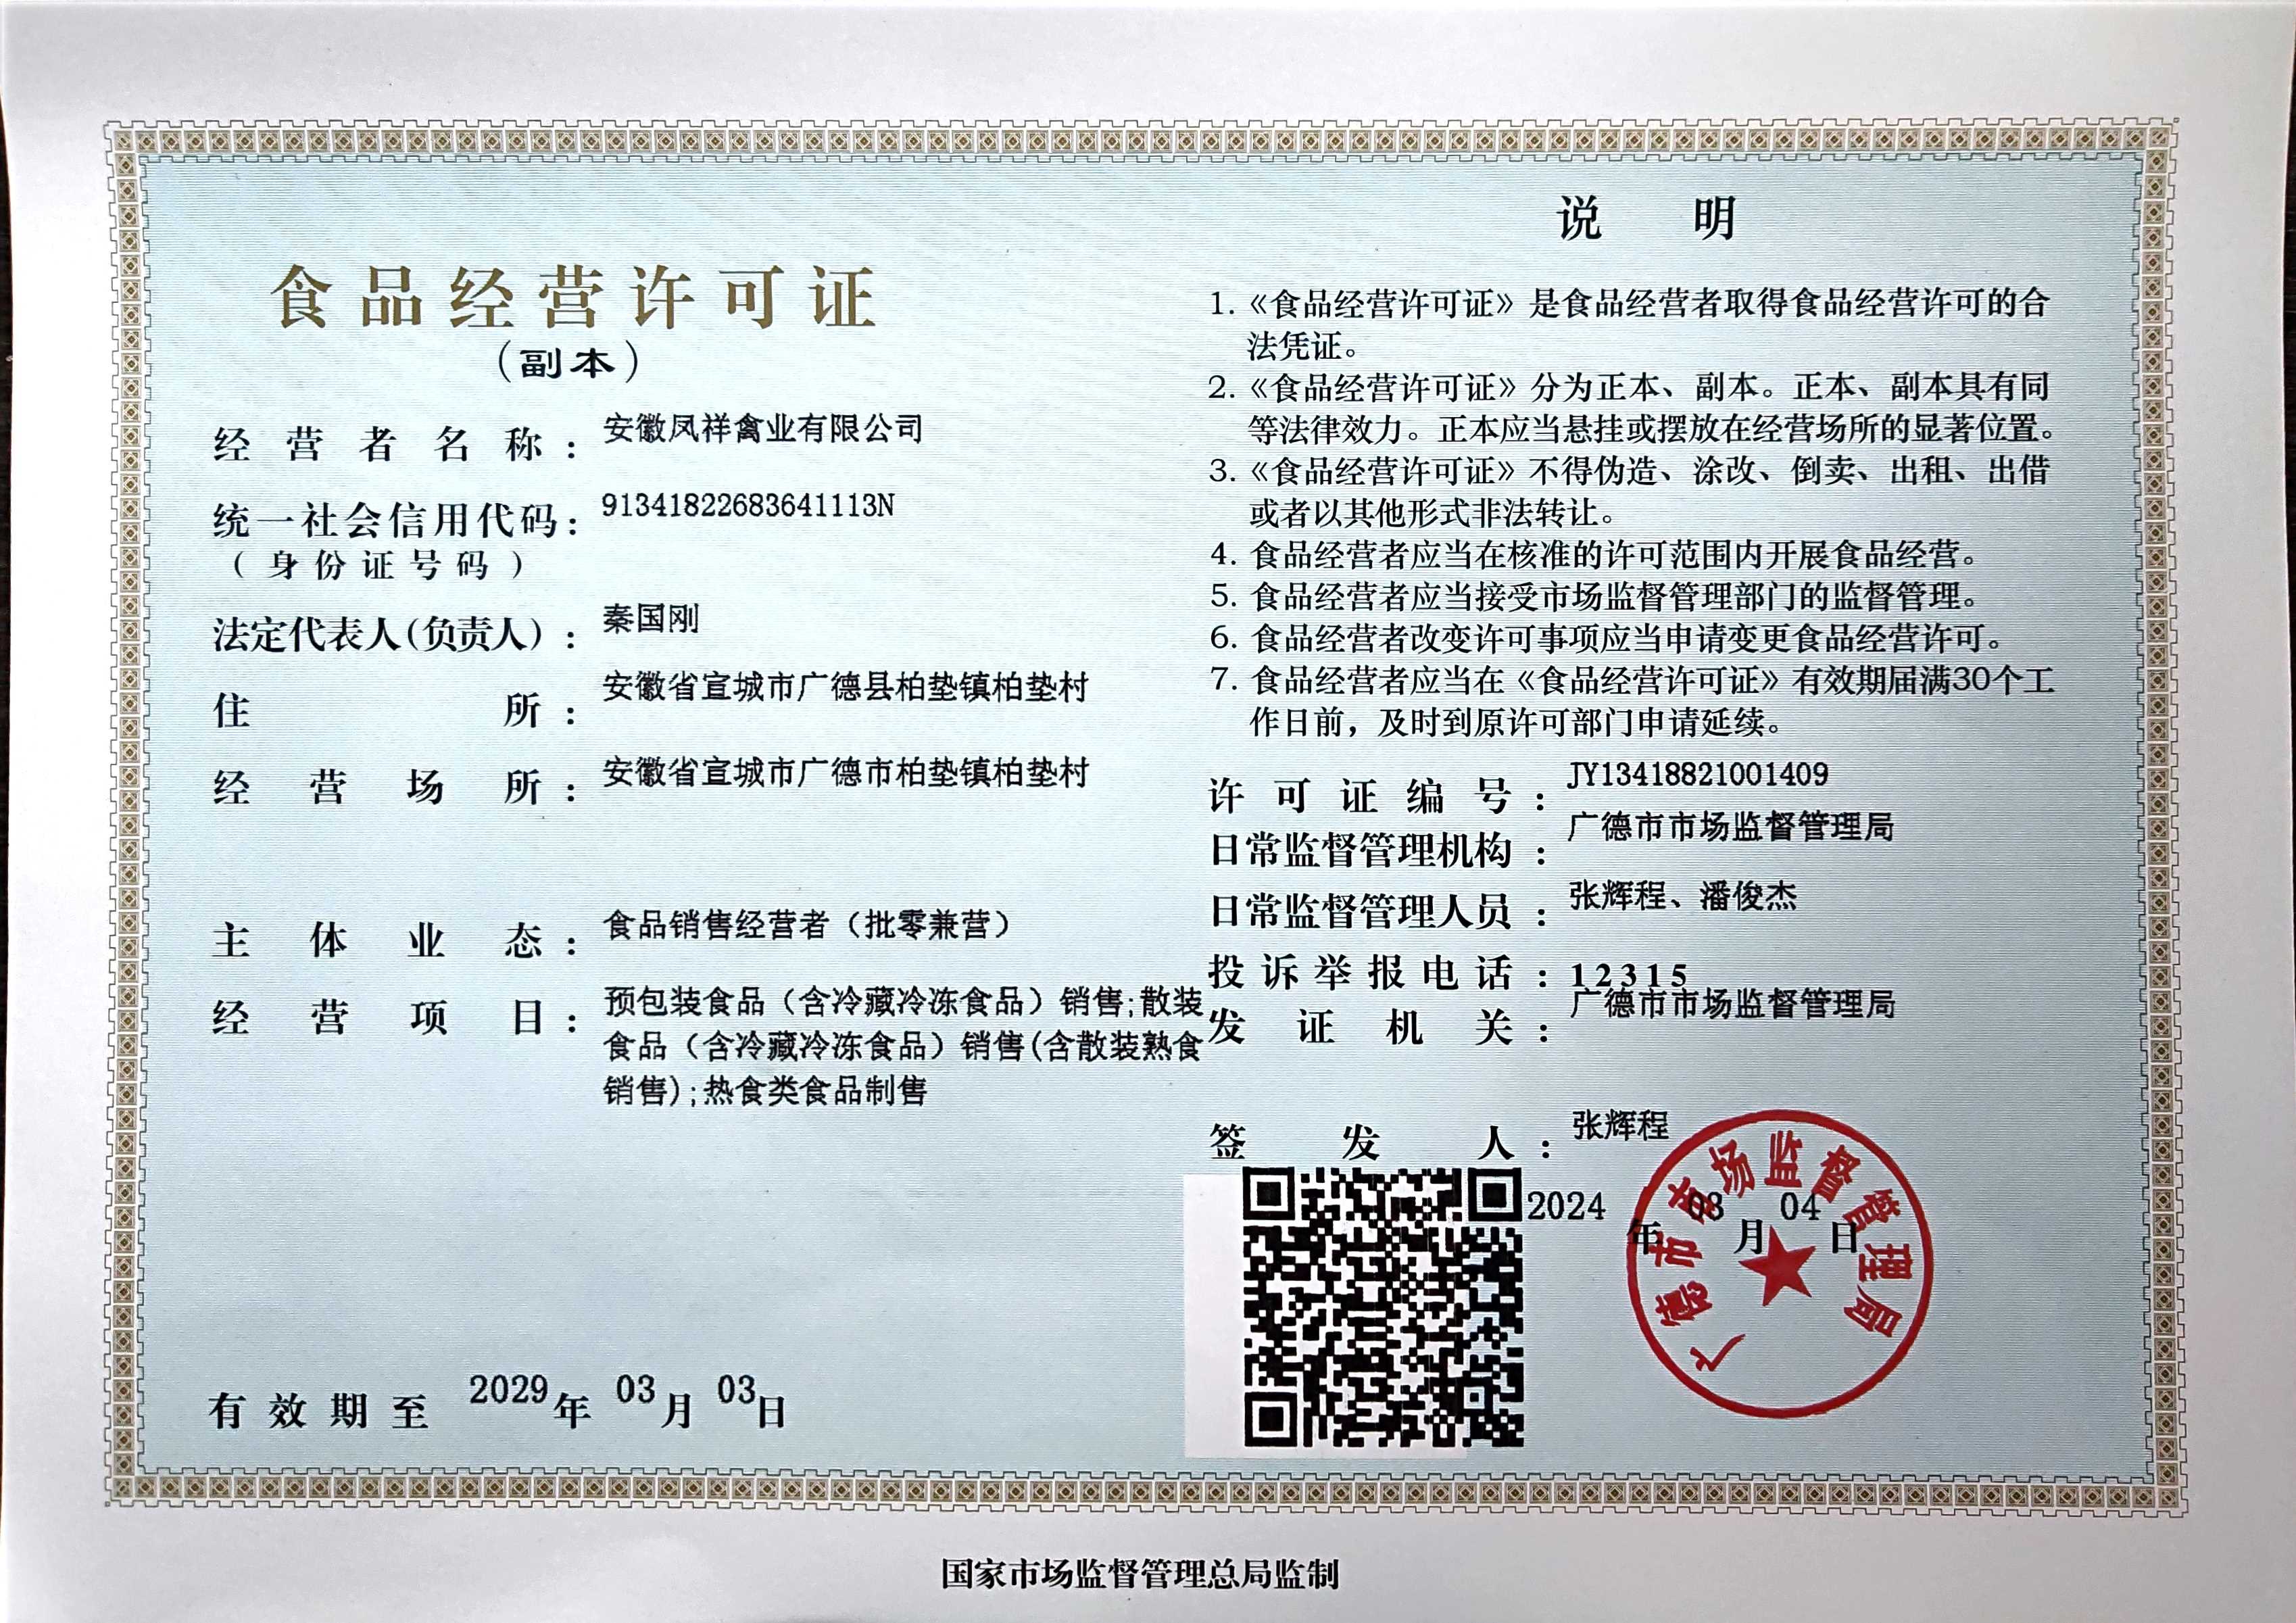 食品经营许可证
（副本）
经营者名称：安徽凤祥禽业有限公司
统一社会信用代码：91341822683641113N
（身份证号码）
法定代表人(负责人)：秦国刚
住所：安徽省宣城市广德县柏垫镇柏垫村
经营场所：安徽省宣城市广德市柏垫镇柏垫村
主体业态：食品销售经营者（批零兼营）
经营项目：预包装食品（含冷藏冷冻食品）销售;散装
食品（含冷藏冷冻食品）销售(含散装熟食
销售);热食类食品制售
有效期至 2029年 03月 03日
说明
1.《食品经营许可证》是食品经营者取得食品经营许可的合
法凭证。
2.《食品经营许可证》分为正本、副本。正本、副本具有同
等法律效力。正本应当悬挂或摆放在经营场所的显著位置。
3.《食品经营许可证》不得伪造、涂改、倒卖、出租、出借
或者以其他形式非法转让。
4. 食品经营者应当在核准的许可范围内开展食品经营。
5. 食品经营者应当接受市场监督管理部门的监督管理。
6. 食品经营者改变许可事项应当申请变更食品经营许可。
7. 食品经营者应当在《食品经营许可证》有效期届满30个工
作日前，及时到原许可部门申请延续。
许可证编号：JY13418821001409
日常监督管理机构：广德市市场监督管理局
日常监督管理人员：张辉程、潘俊杰
投诉举报电话：12315
发证机关：广德市市场监督管理局
签发人：张辉程
2024年 03月 04日
广德市市场监督管理局
国家市场监督管理总局监制